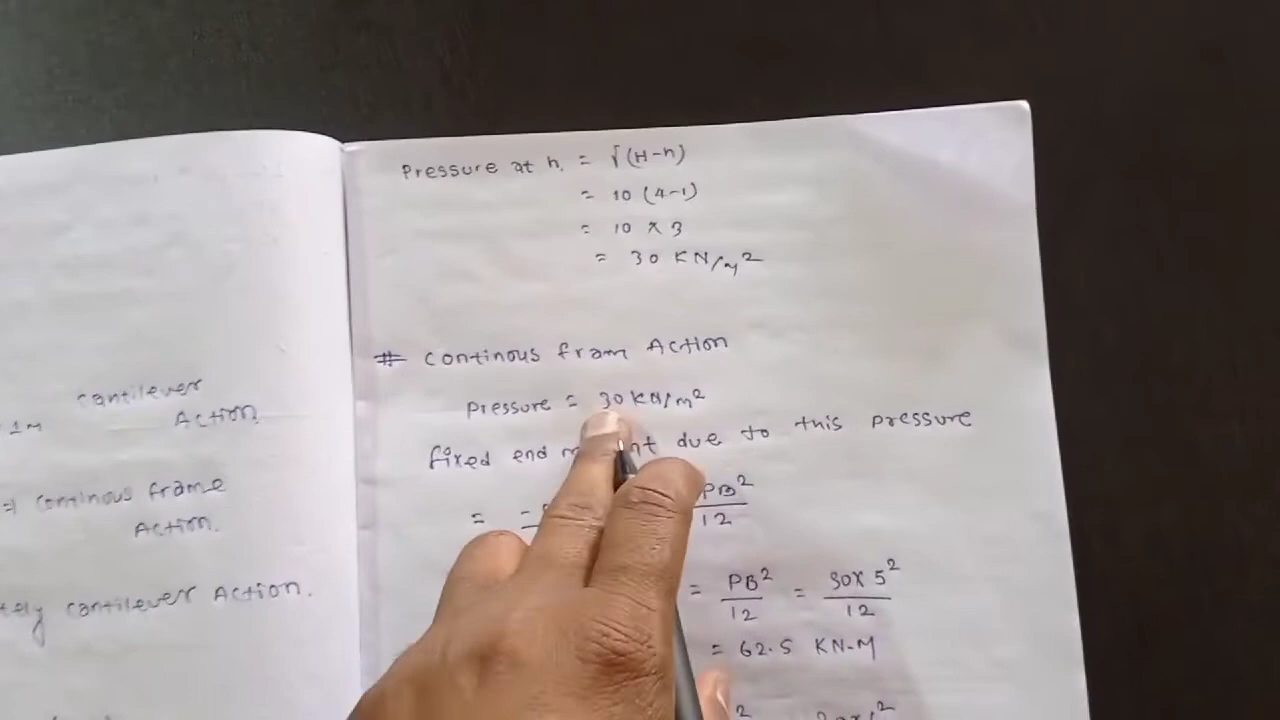 cantilever
1m Action.
=> continous frame
Action.
tely cantilever Action.
Pressure at h. = γ(H-h)
= 10 (4-1)
= 10 x 3
= 30 KN/m²
# continous fram Action
Pressure = 30 KN/m²
fixed end due to this pressure
= PB²
12
= PB² = 30x 5²
12 12
= 62.5 KN-M